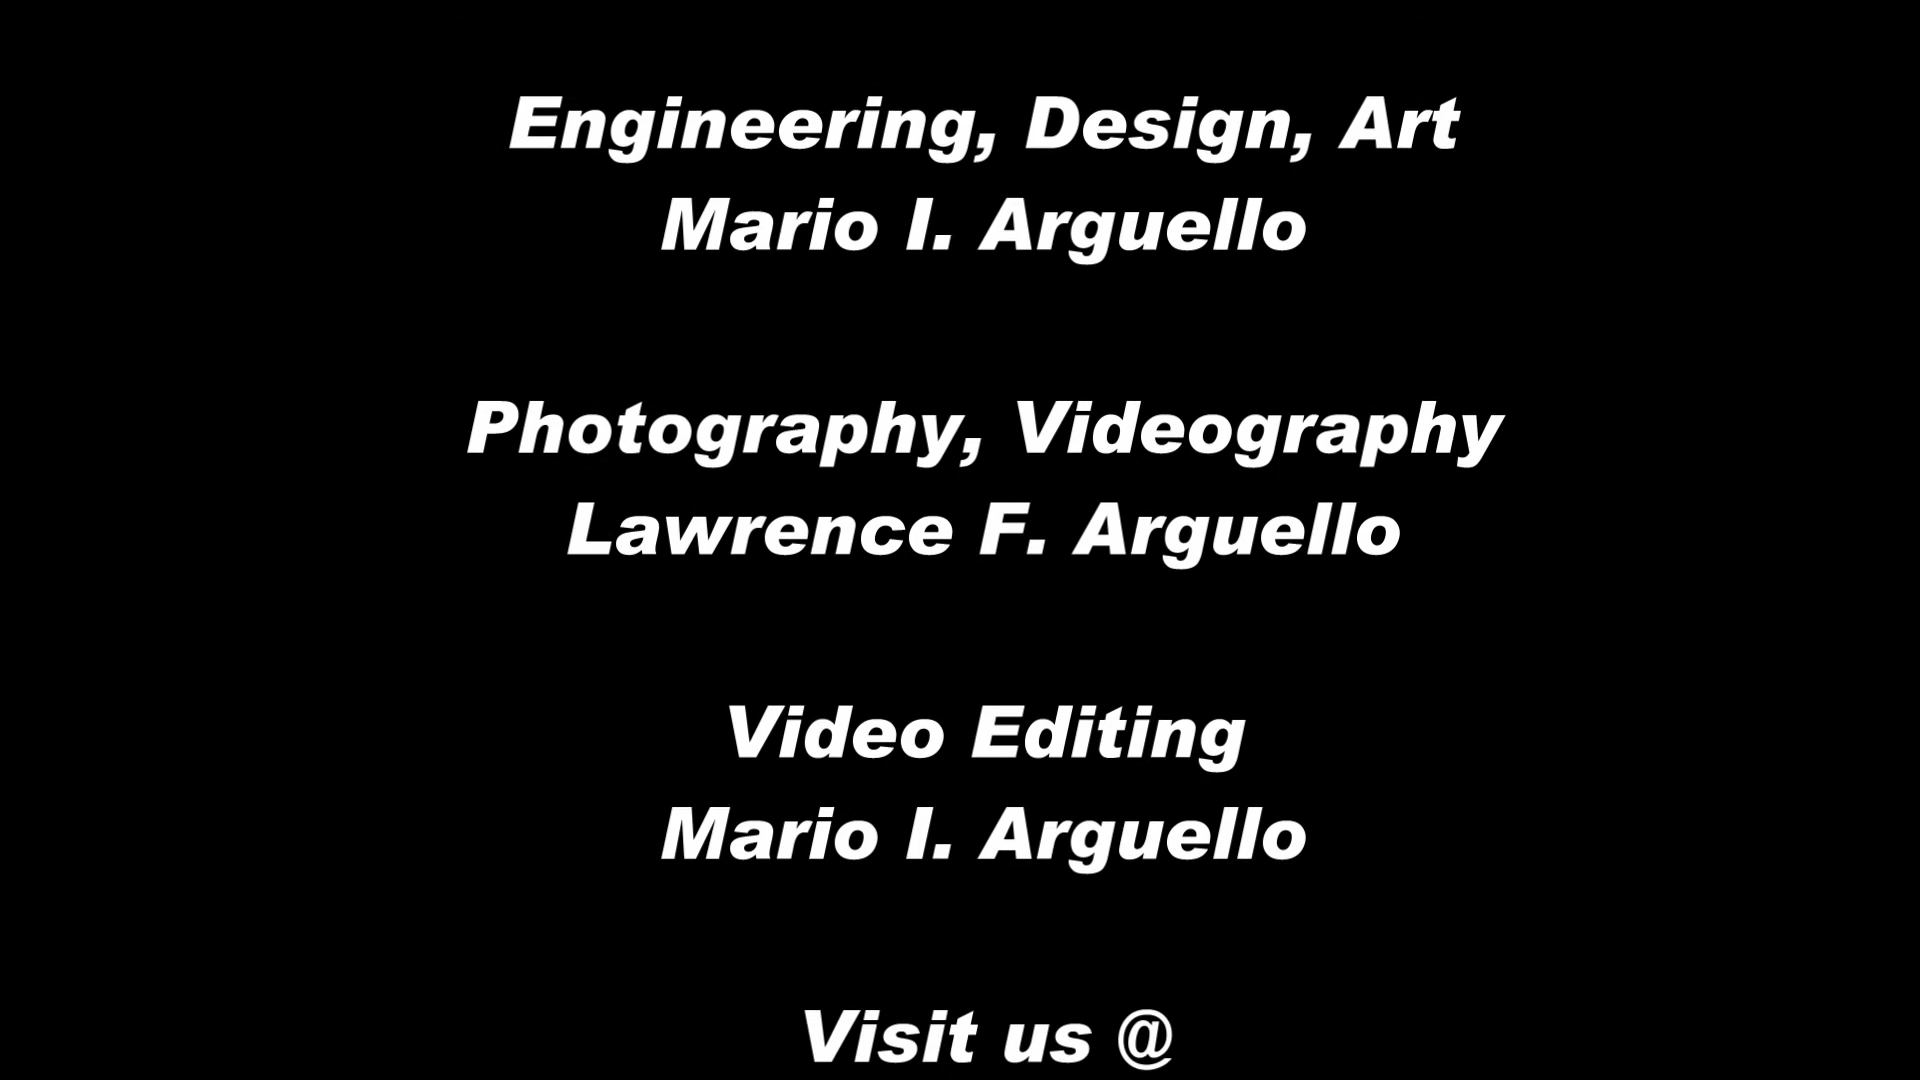 Engineering, Design, Art
Mario I. Arguello
Photography, Videography
Lawrence F. Arguello
Video Editing
Mario I. Arguello
Visit us @